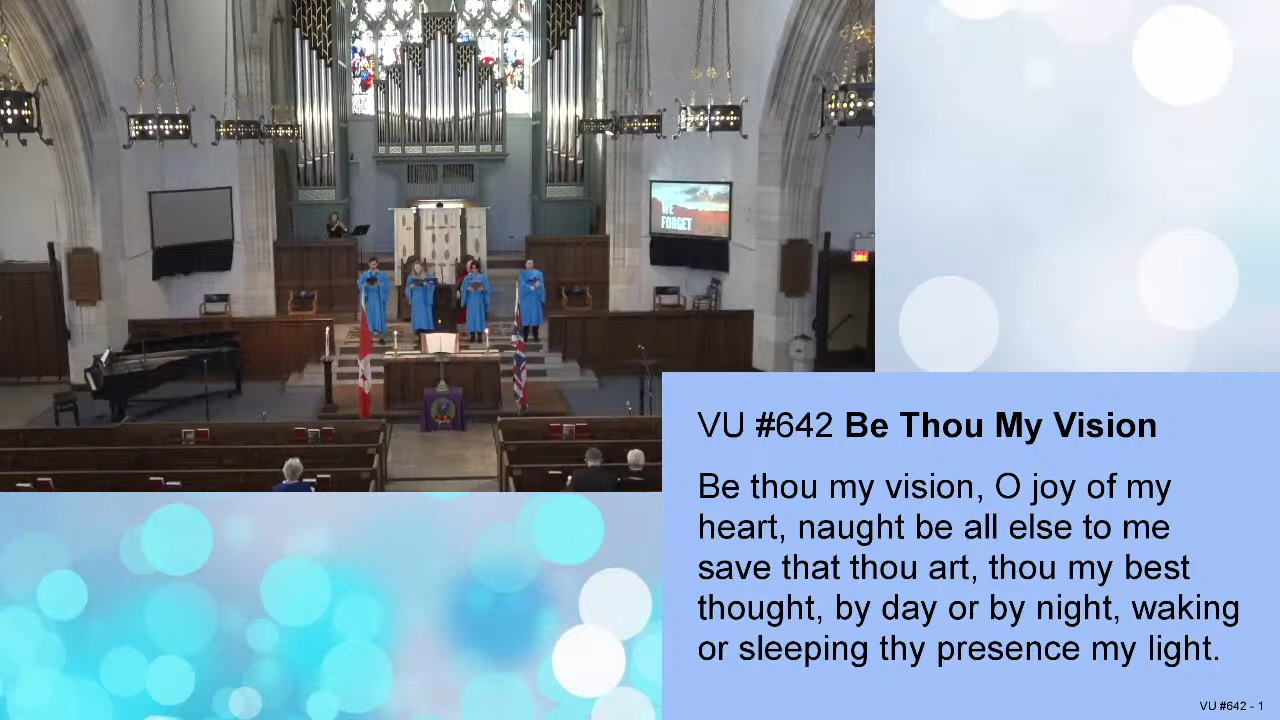 WE
FORGET
VU #642 Be Thou My Vision
Be thou my vision, O joy of my
heart, naught be all else to me
save that thou art, thou my best
thought, by day or by night, waking
or sleeping thy presence my light.
VU #642 - 1